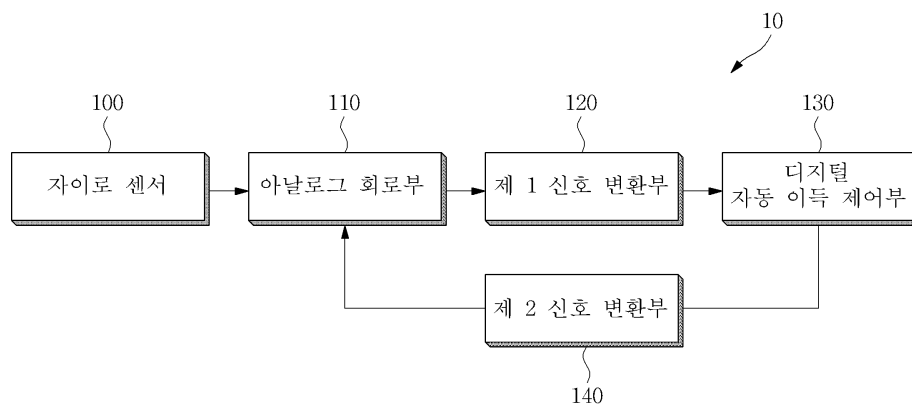 10
100
110
120
130
자이로 센서
아날로그 회로부
제 1 신호 변환부
디지털
자동 이득 제어부
제 2 신호 변환부
140